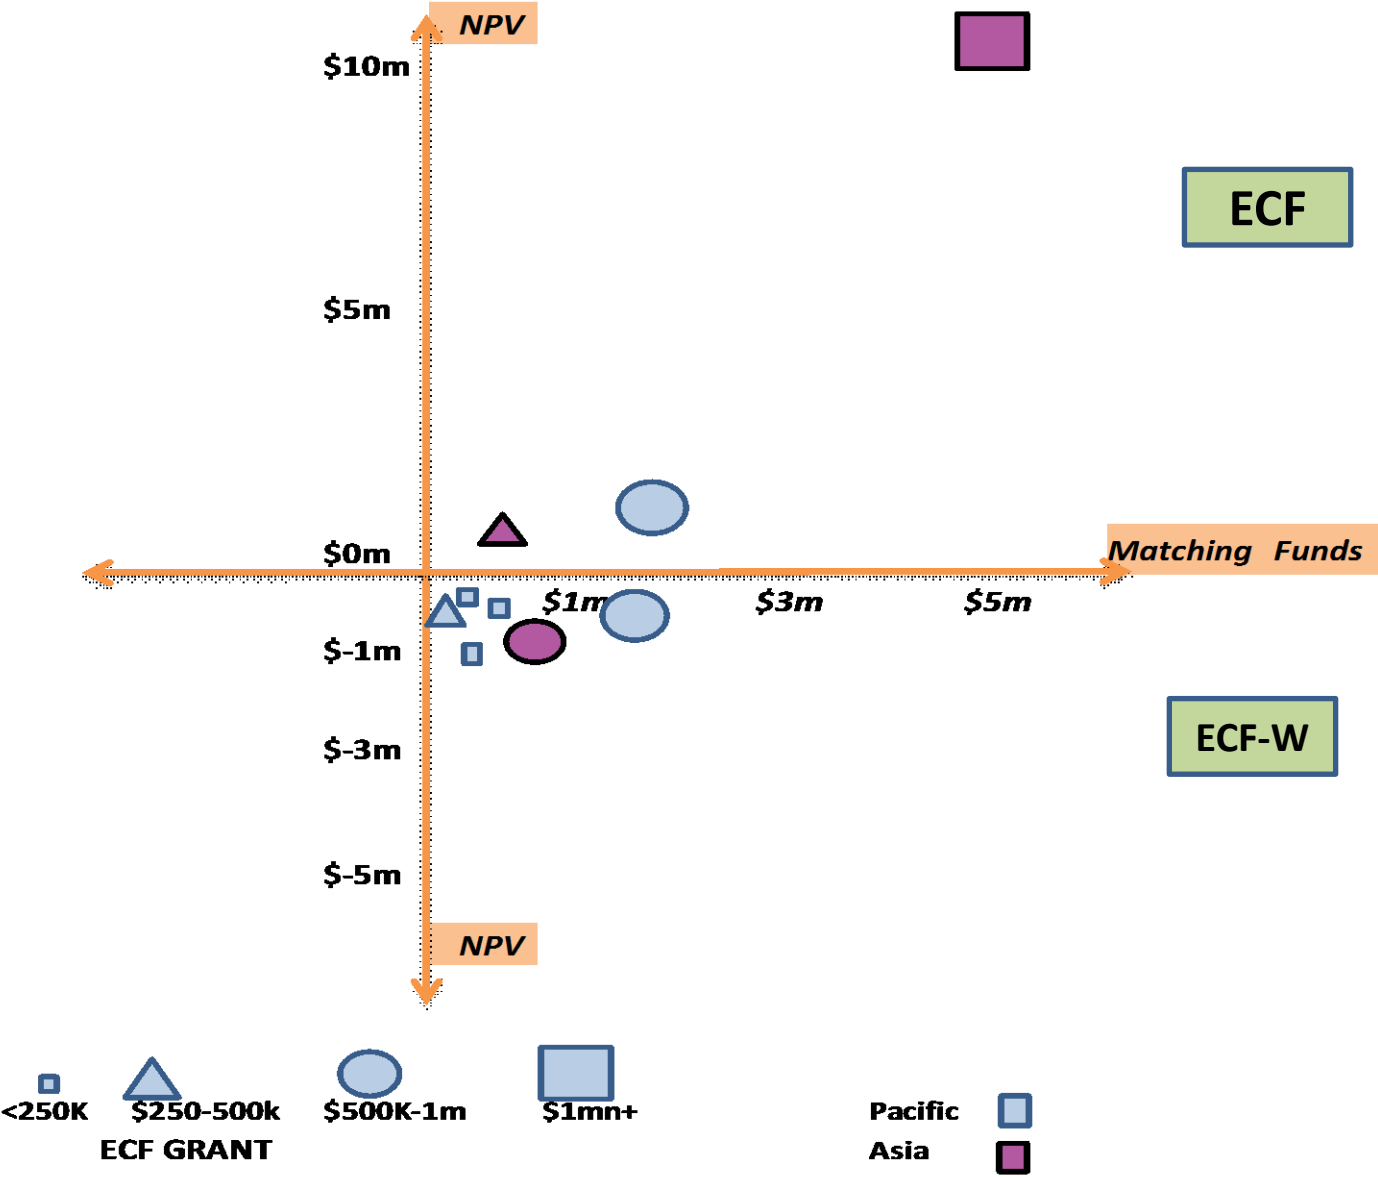 NPV
$10m
ECF
$5m
$0m
Matching Funds
$1m $3m $5m
$-1m
$-3m
ECF-W
$-5m
NPV
<250K $250-500k $500K-1m $1mn+
Pacific
ECF GRANT
Asia